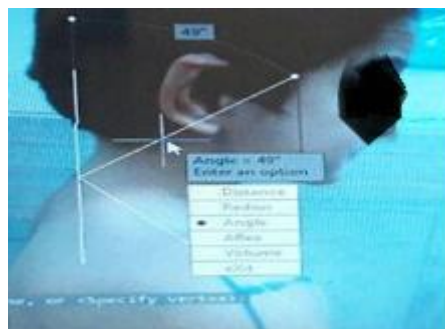 49°
Angle = 49°
Enter an option
Distance
Radius
Angle
ARea
Volume
eXit
or <Specify vertex>: